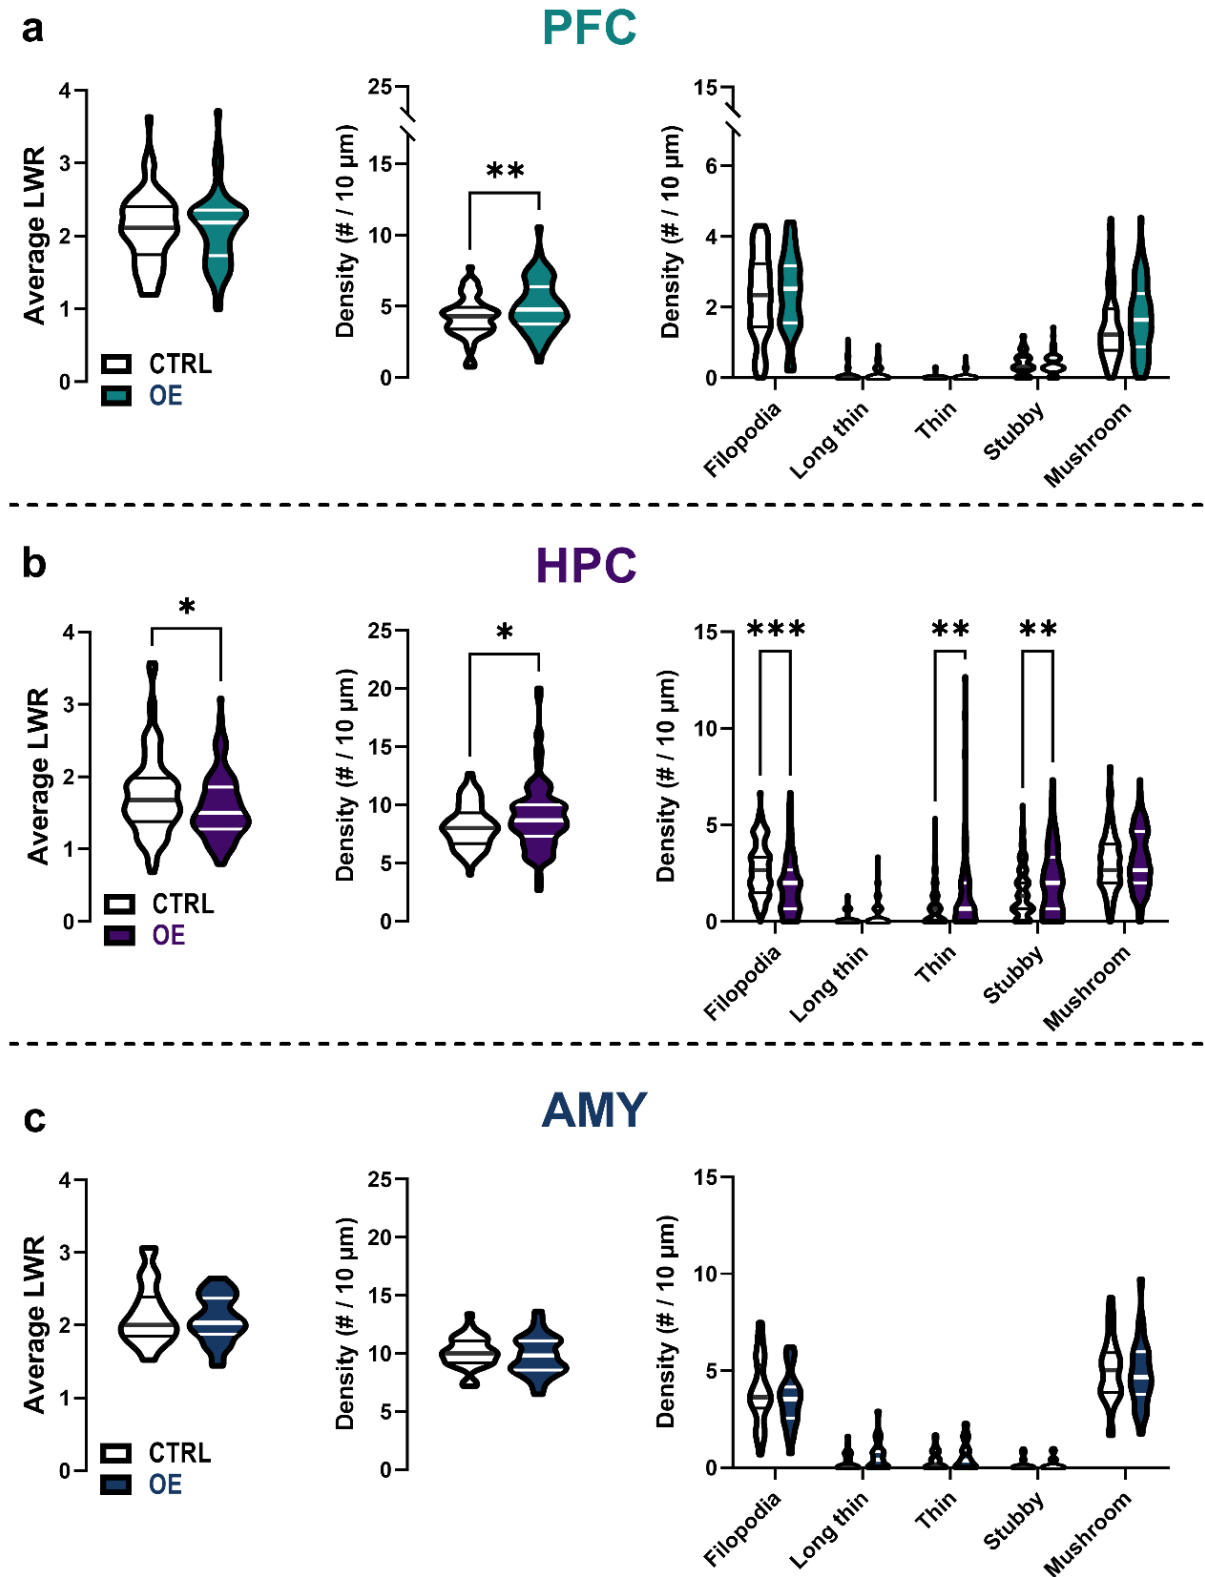 a
PFC
Average LWR
4
3
2
1
0
CTRL
OE
Density (# / 10 µm)
25
15
10
5
0
**
Density (# / 10 µm)
15
6
4
2
0
Filopodia
Long thin
Thin
Stubby
Mushroom
b
HPC
Average LWR
4
3
2
1
0
*
CTRL
OE
Density (# / 10 µm)
25
20
15
10
5
0
*
Density (# / 10 µm)
15
10
5
0
***
**
**
Filopodia
Long thin
Thin
Stubby
Mushroom
c
AMY
Average LWR
4
3
2
1
0
CTRL
OE
Density (# / 10 µm)
25
20
15
10
5
0
Density (# / 10 µm)
15
10
5
0
Filopodia
Long thin
Thin
Stubby
Mushroom